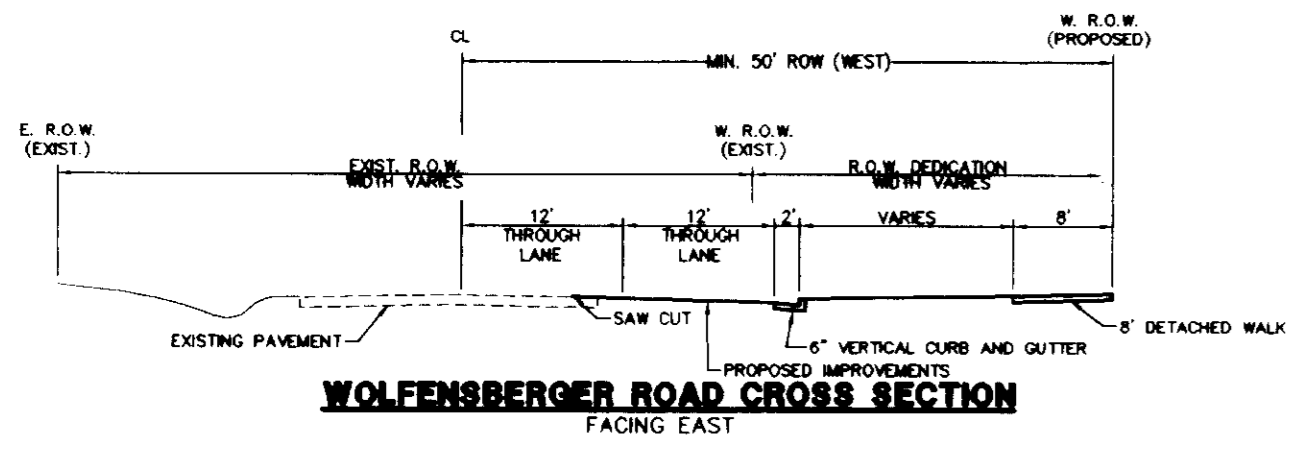 W. R.O.W.
(PROPOSED)
CL
MIN. 50' ROW (WEST)
E. R.O.W.
(EXIST.)
W. R.O.W.
(EXIST.)
EXIST. R.O.W.
WIDTH VARIES
R.O.W. DEDICATION
WIDTH VARIES
12'
THROUGH
LANE
12'
THROUGH
LANE
2'
VARIES
8'
EXISTING PAVEMENT
SAW CUT
8' DETACHED WALK
6" VERTICAL CURB AND GUTTER
PROPOSED IMPROVEMENTS
WOLFENSBERGER ROAD CROSS SECTION
FACING EAST